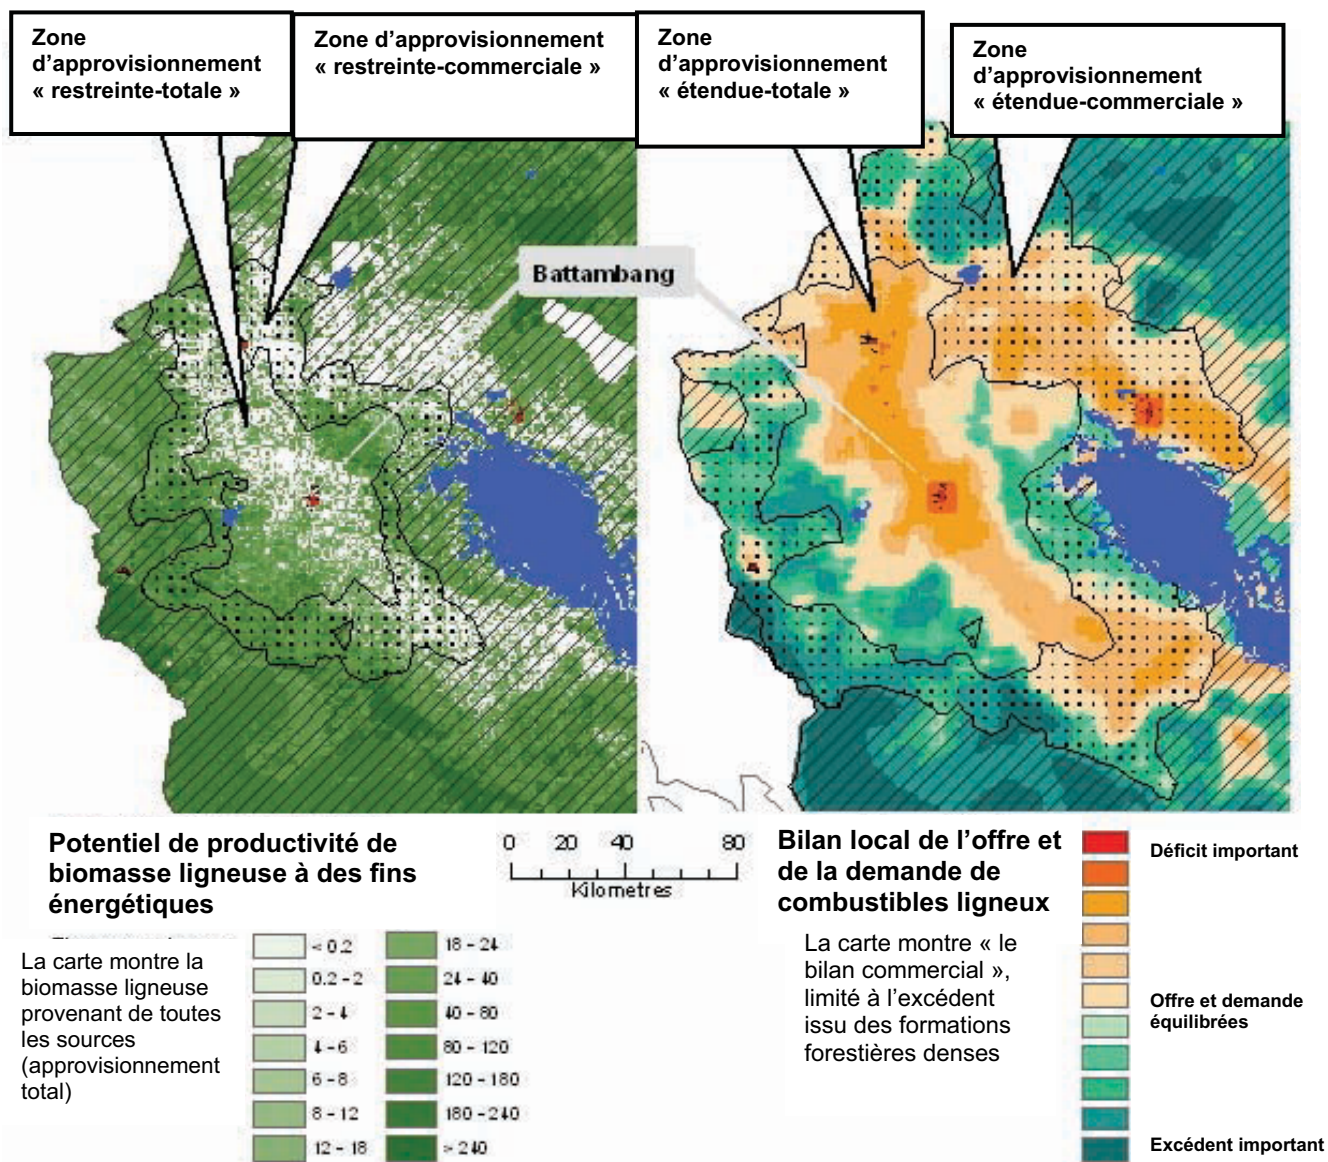 Zone
d’approvisionnement
« restreinte-totale »
Zone d’approvisionnement
« restreinte-commerciale »
Zone
d’approvisionnement
« étendue-totale »
Zone
d’approvisionnement
« étendue-commerciale »
Battambang
Potentiel de productivité de
biomasse ligneuse à des fins
énergétiques
La carte montre la
biomasse ligneuse
provenant de toutes
les sources
(approvisionnement
total)
< 0.2
0.2 - 2
2 - 4
4 - 6
6 - 8
8 - 12
12 - 18
18 - 24
24 - 40
40 - 80
80 - 120
120 - 180
180 - 240
> 240
0 20 40 80
Kilometres
Bilan local de l’offre et
de la demande de
combustibles ligneux
La carte montre « le
bilan commercial »,
limité à l’excédent
issu des formations
forestières denses
Déficit important
Offre et demande
équilibrées
Excédent important